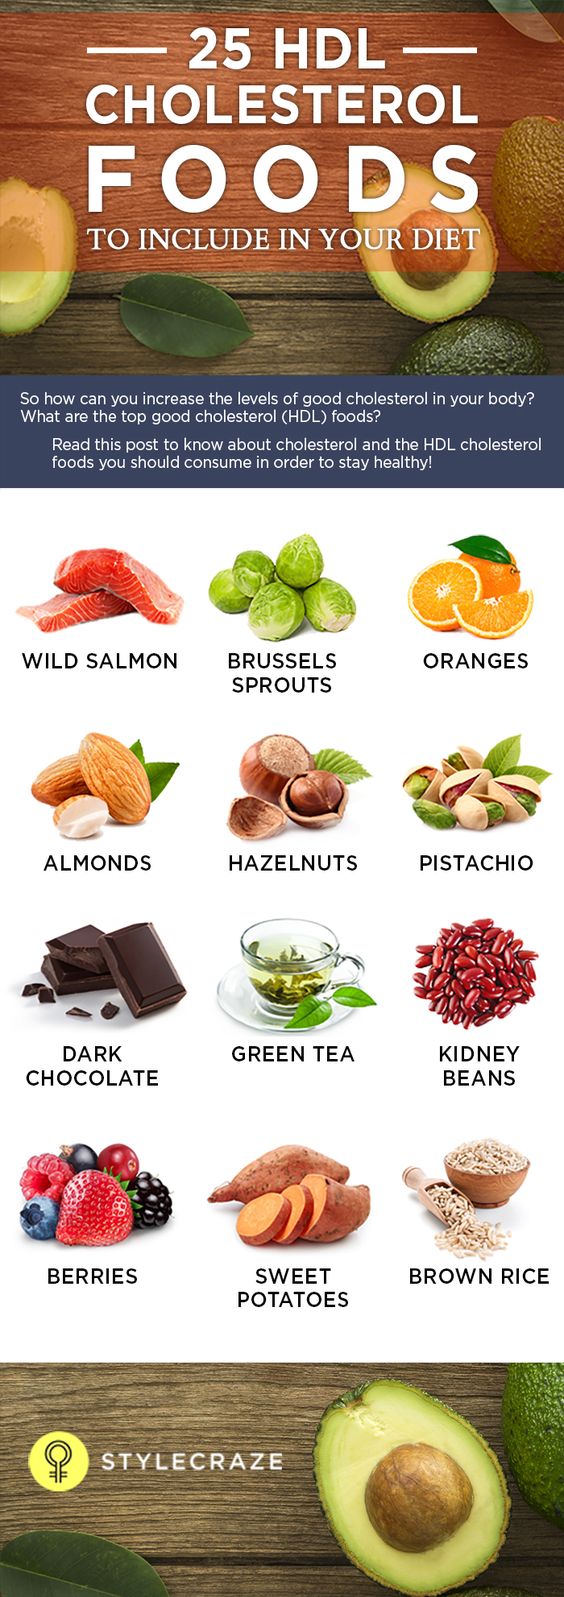 25 HDL
CHOLESTEROL
FOODS
TO INCLUDE IN YOUR DIET
So how can you increase the levels of good cholesterol in your body?
What are the top good cholesterol (HDL) foods?
Read this post to know about cholesterol and the HDL cholesterol
foods you should consume in order to stay healthy!
WILD SALMON
BRUSSELS
SPROUTS
ORANGES
ALMONDS
HAZELNUTS
PISTACHIO
DARK
CHOCOLATE
GREEN TEA
KIDNEY
BEANS
BERRIES
SWEET
POTATOES
BROWN RICE
STYLECRAZE